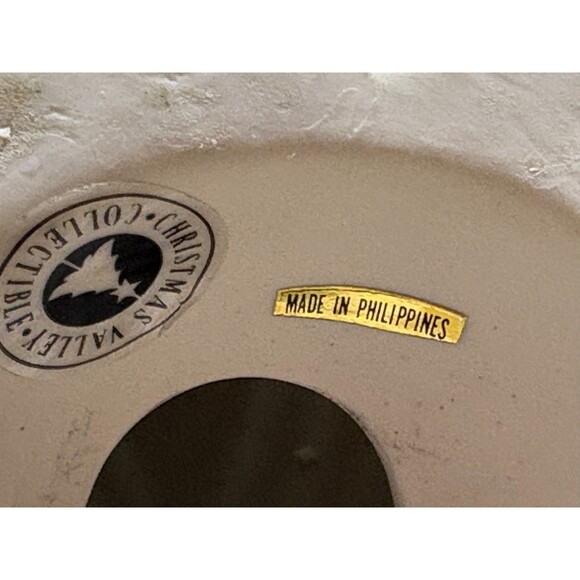 • CHRISTMAS VALLEY • COLLECTIBLE
MADE IN PHILIPPINES